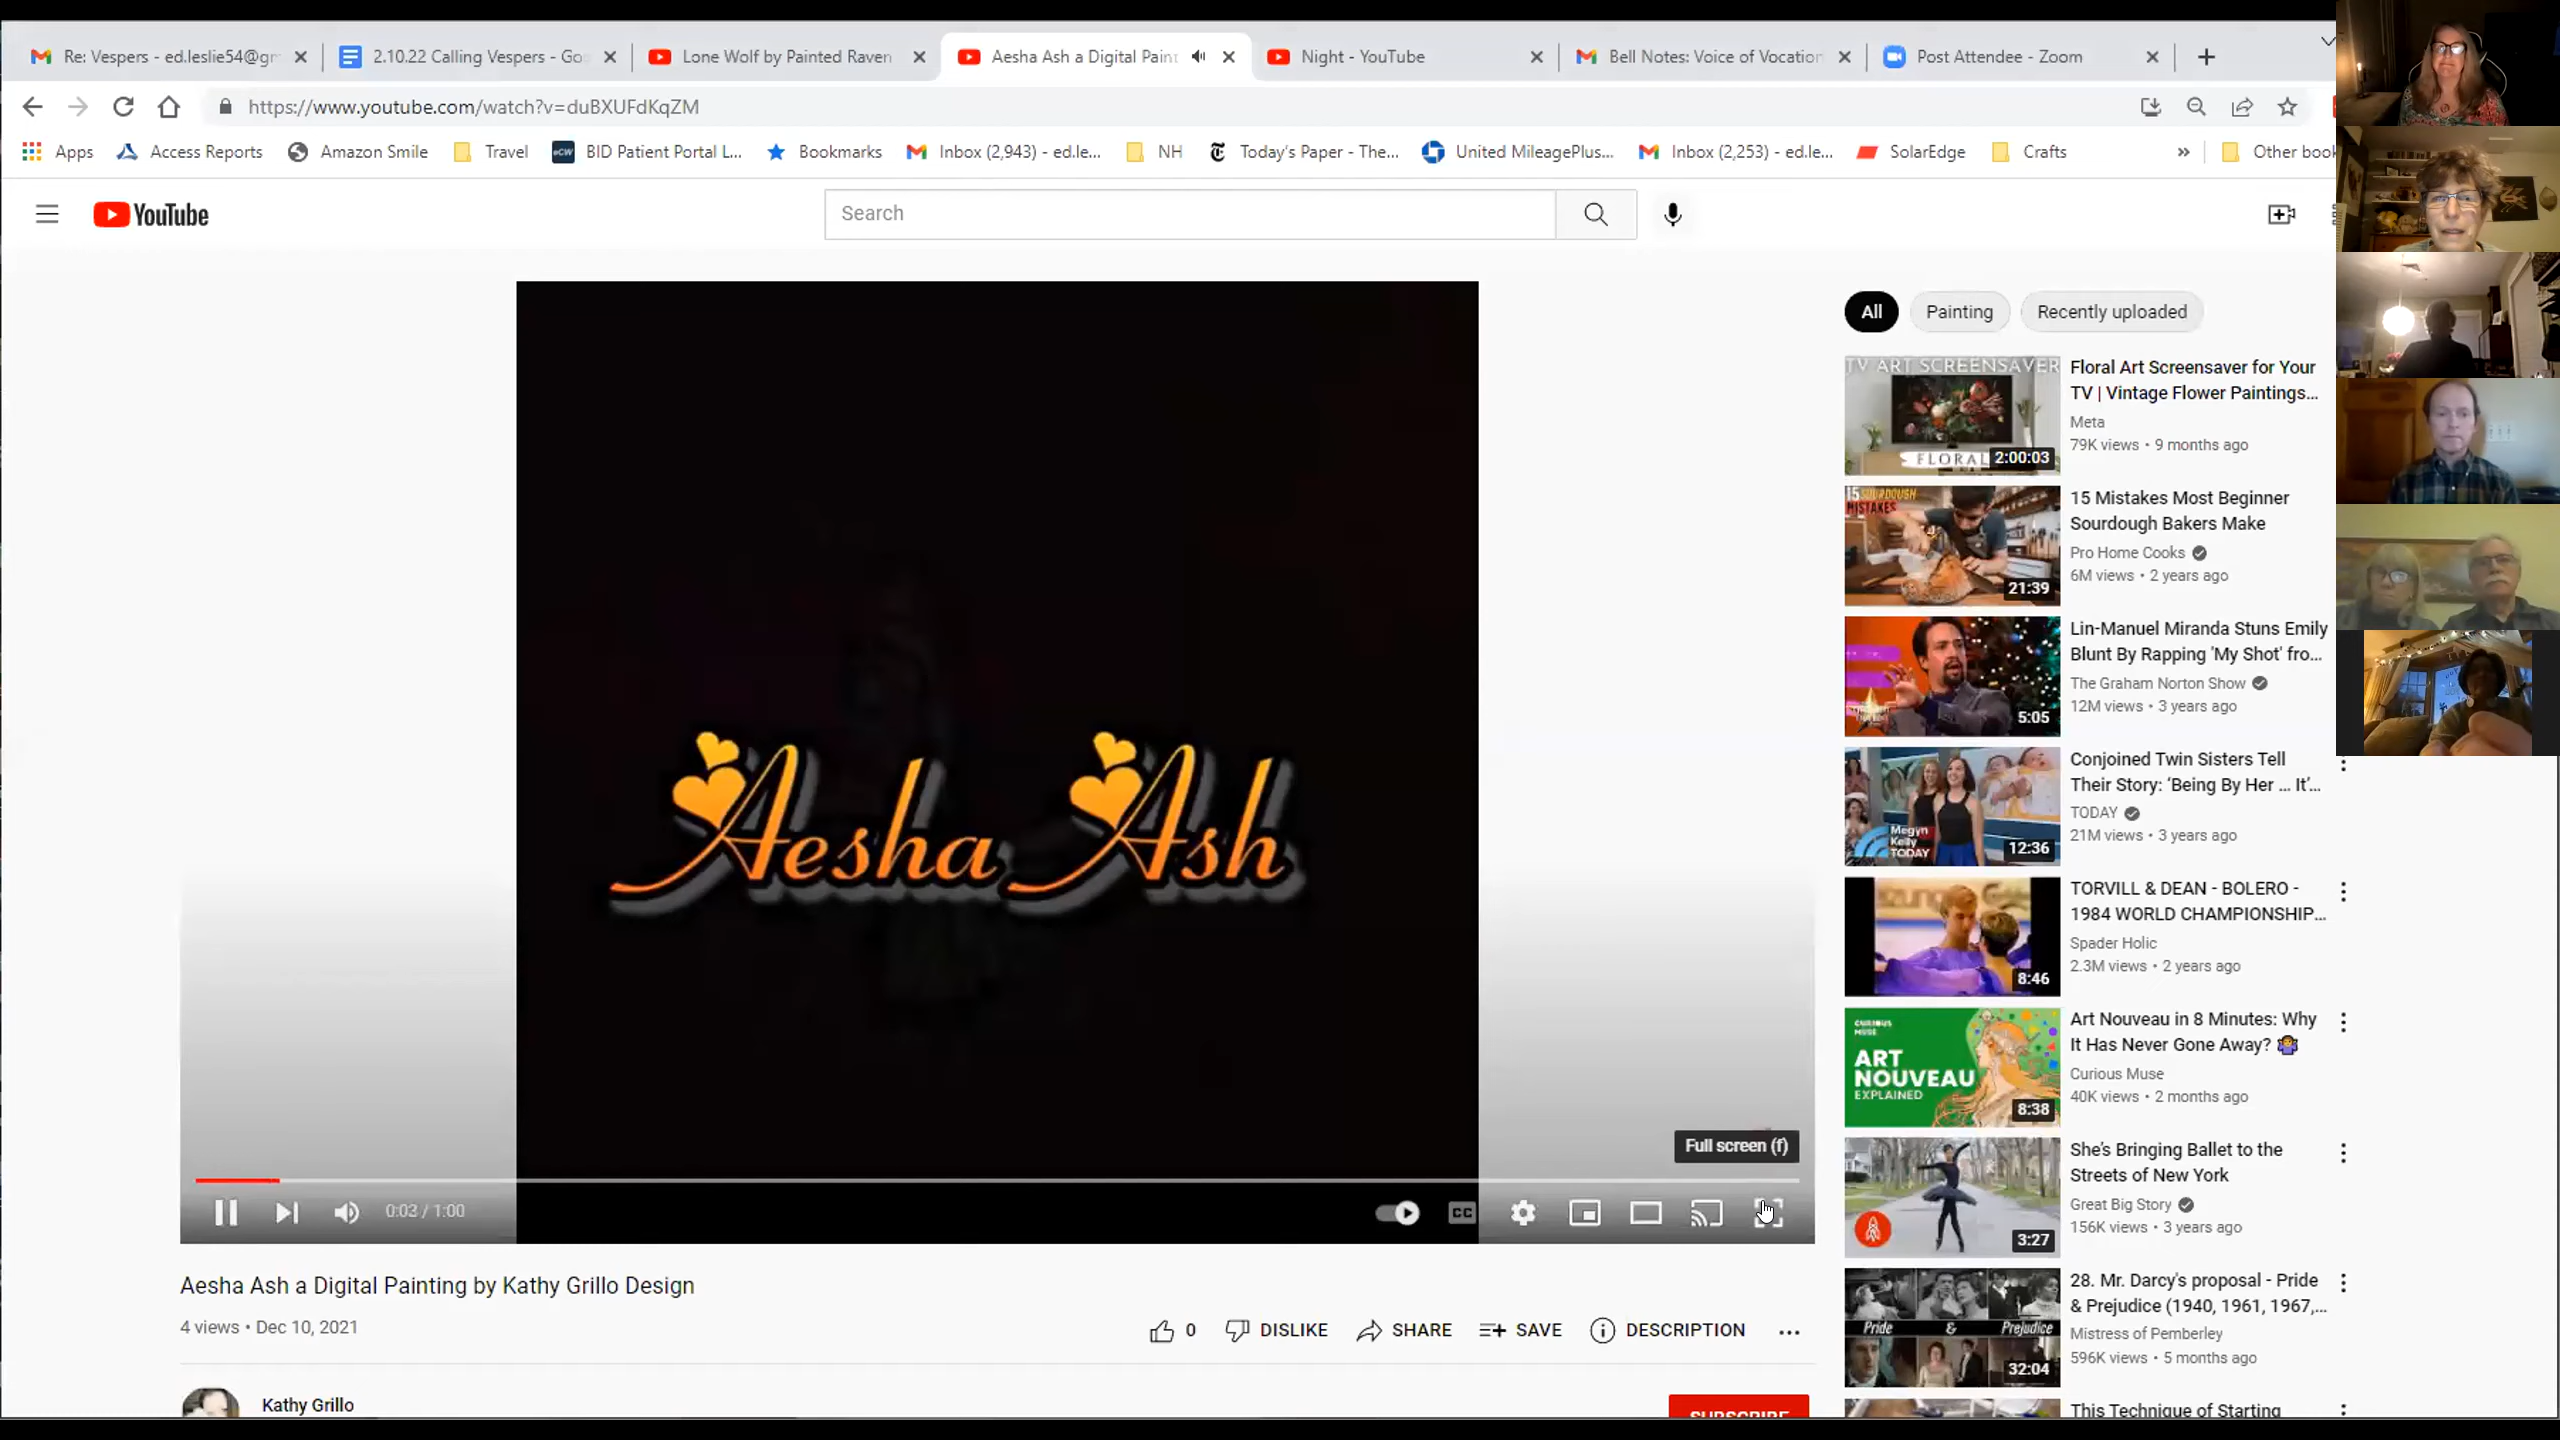 Re: Vespers - ed.leslie54@gm
2.10.22 Calling Vespers - Goo
Lone Wolf by Painted Raven
Aesha Ash a Digital Paint
Night - YouTube
Bell Notes: Voice of Vocation
Post Attendee - Zoom
https://www.youtube.com/watch?v=duBXUFdKqZM
Apps
Access Reports
Amazon Smile
Travel
eCW
BID Patient Portal L...
Bookmarks
Inbox (2,943) - ed.le...
NH
Today's Paper - The...
United MileagePlus...
Inbox (2,253) - ed.le...
SolarEdge
Crafts
Other book
YouTube
Search
Aesha Ash
Full screen (f)
0:03 / 1:00
CC
Aesha Ash a Digital Painting by Kathy Grillo Design
4 views • Dec 10, 2021
0
DISLIKE
SHARE
SAVE
DESCRIPTION
Kathy Grillo
SUBSCRIBE
All
Painting
Recently uploaded
TV ART SCREENSAVER
FLORAL
2:00:03
Floral Art Screensaver for Your
TV | Vintage Flower Paintings...
Meta
79K views • 9 months ago
15 SOURDOUGH
MISTAKES
21:39
15 Mistakes Most Beginner
Sourdough Bakers Make
Pro Home Cooks
6M views • 2 years ago
5:05
Lin-Manuel Miranda Stuns Emily
Blunt By Rapping 'My Shot' fro...
The Graham Norton Show
12M views • 3 years ago
Megyn
Kelly
TODAY
12:36
Conjoined Twin Sisters Tell
Their Story: ‘Being By Her ... It’...
TODAY
21M views • 3 years ago
8:46
TORVILL & DEAN - BOLERO -
1984 WORLD CHAMPIONSHIP...
Spader Holic
2.3M views • 2 years ago
CURIOUS
MUSE
ART
NOUVEAU
EXPLAINED
8:38
Art Nouveau in 8 Minutes: Why
It Has Never Gone Away? 🤷‍♀️
Curious Muse
40K views • 2 months ago
3:27
She’s Bringing Ballet to the
Streets of New York
Great Big Story
156K views • 3 years ago
Pride & Prejudice
32:04
28. Mr. Darcy's proposal - Pride
& Prejudice (1940, 1961, 1967,...
Mistress of Pemberley
596K views • 5 months ago
This Technique of Starting